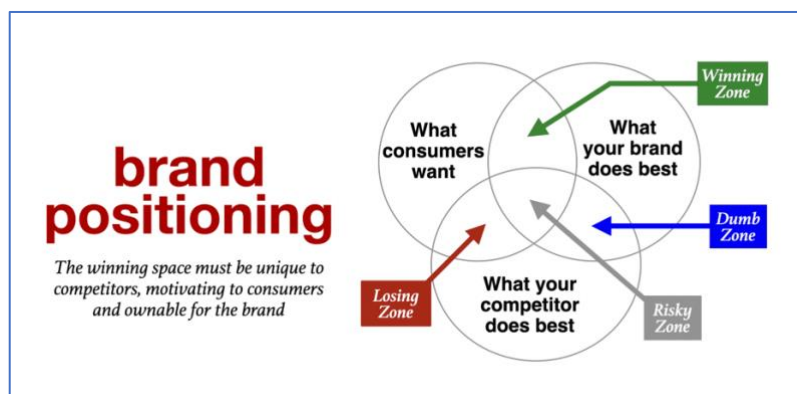 brand
positioning
The winning space must be unique to
competitors, motivating to consumers
and ownable for the brand
What
consumers
want
What
your brand
does best
What your
competitor
does best
Winning
Zone
Dumb
Zone
Losing
Zone
Risky
Zone